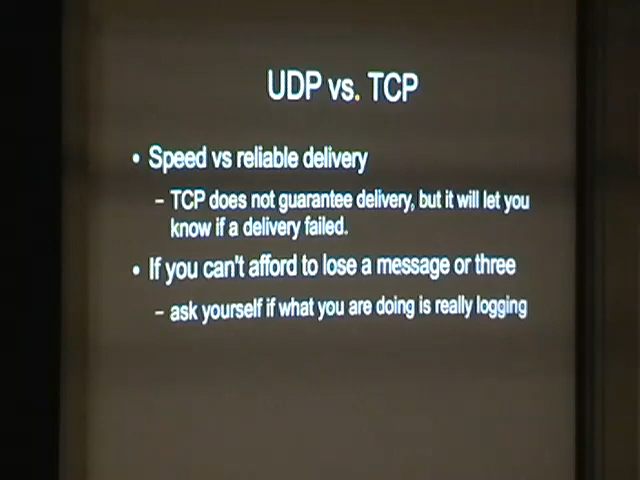 UDP vs. TCP
• Speed vs reliable delivery
– TCP does not guarantee delivery, but it will let you
know if a delivery failed.
• If you can't afford to lose a message or three
– ask yourself if what you are doing is really logging